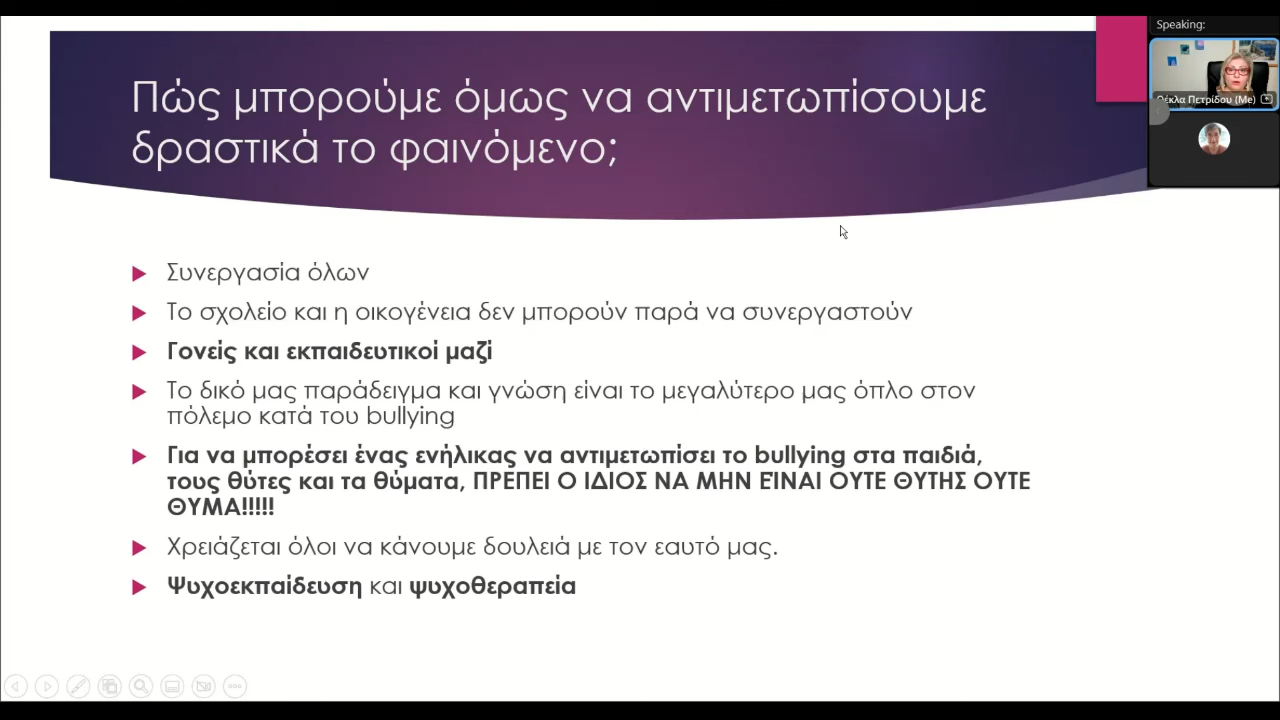 Speaking:
Θέκλα Πετρίδου (Me)
Πώς μπορούμε όμως να αντιμετωπίσουμε
δραστικά το φαινόμενο;
Συνεργασία όλων
Το σχολείο και η οικογένεια δεν μπορούν παρά να συνεργαστούν
Γονείς και εκπαιδευτικοί μαζί
Το δικό μας παράδειγμα και γνώση είναι το μεγαλύτερο μας όπλο στον
πόλεμο κατά του bullying
Για να μπορέσει ένας ενήλικας να αντιμετωπίσει το bullying στα παιδιά,
τους θύτες και τα θύματα, ΠΡΕΠΕΙ Ο ΙΔΙΟΣ ΝΑ ΜΗΝ ΕΊΝΑΙ ΟΥΤΕ ΘΥΤΗΣ ΟΥΤΕ
ΘΥΜΑ!!!!!
Χρειάζεται όλοι να κάνουμε δουλειά με τον εαυτό μας.
Ψυχοεκπαίδευση και ψυχοθεραπεία